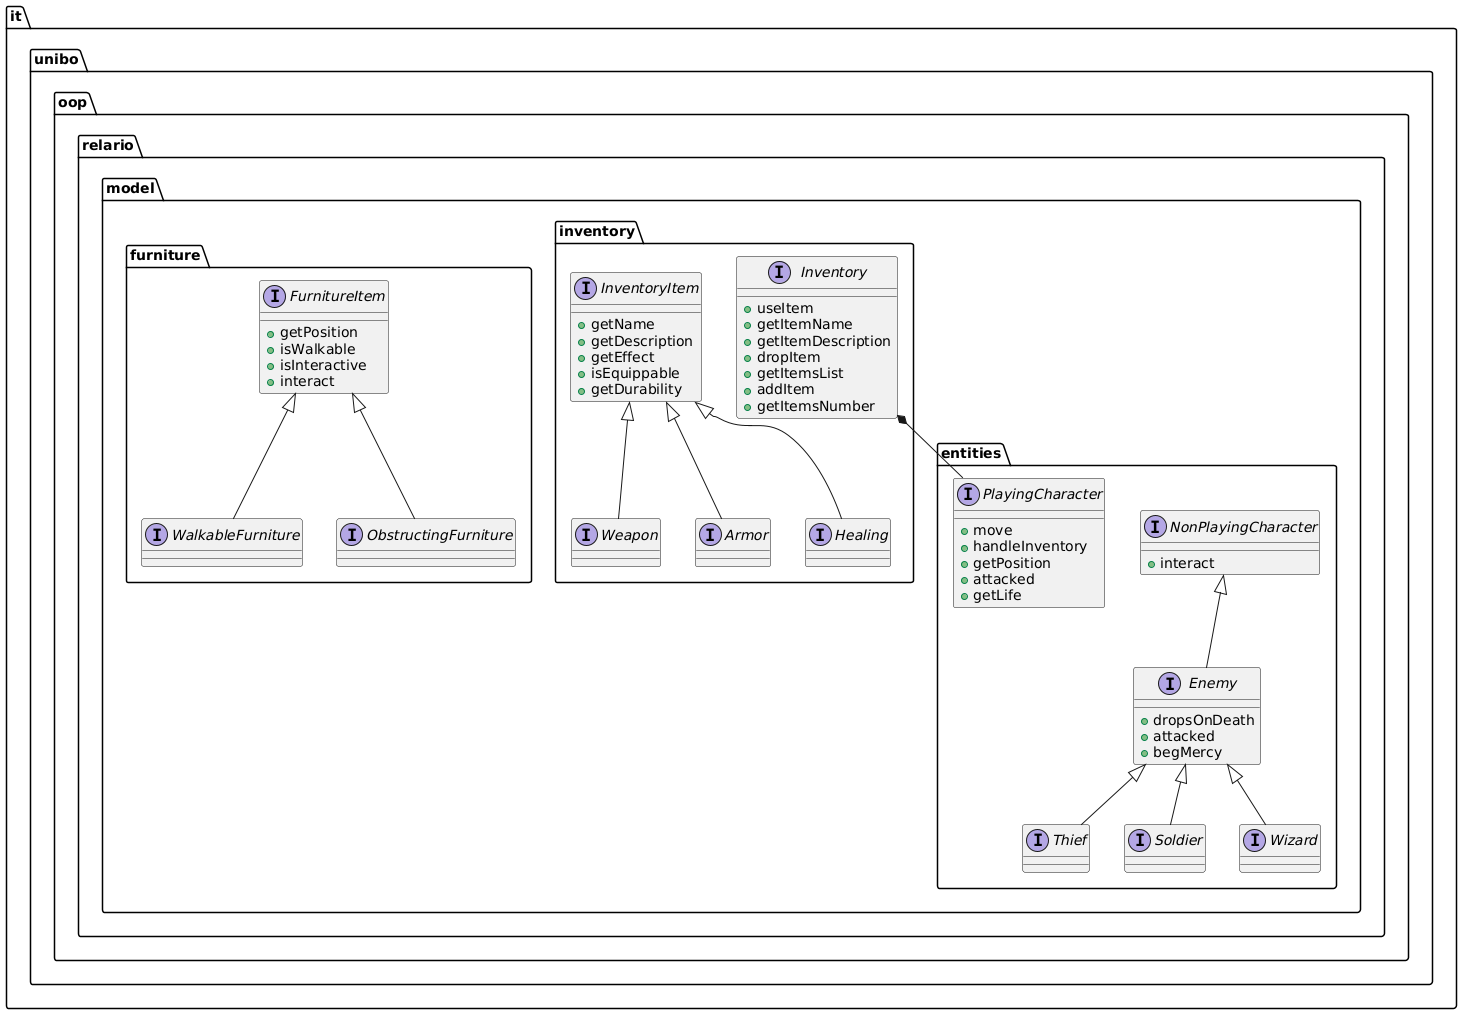 it
unibo
oop
relario
model
furniture
I FurnitureItem
getPosition
isWalkable
isInteractive
interact
I WalkableFurniture
I ObstructingFurniture
inventory
I InventoryItem
getName
getDescription
getEffect
isEquippable
getDurability
I Inventory
useItem
getItemName
getItemDescription
dropItem
getItemsList
addItem
getItemsNumber
I Weapon
I Armor
I Healing
entities
I PlayingCharacter
move
handleInventory
getPosition
attacked
getLife
I NonPlayingCharacter
interact
I Enemy
dropsOnDeath
attacked
begMercy
I Thief
I Soldier
I Wizard